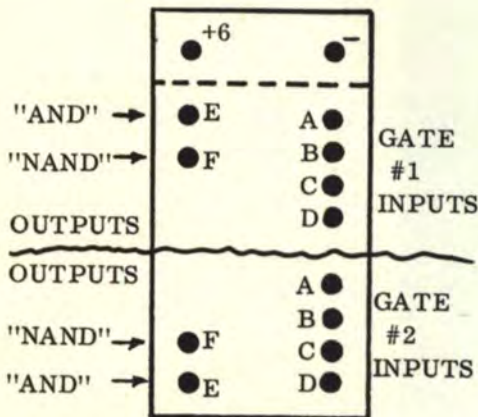 +6 -
"AND" E A
"NAND" F B GATE
C #1
D INPUTS
OUTPUTS
OUTPUTS
A
B GATE
"NAND" F C #2
"AND" E D INPUTS